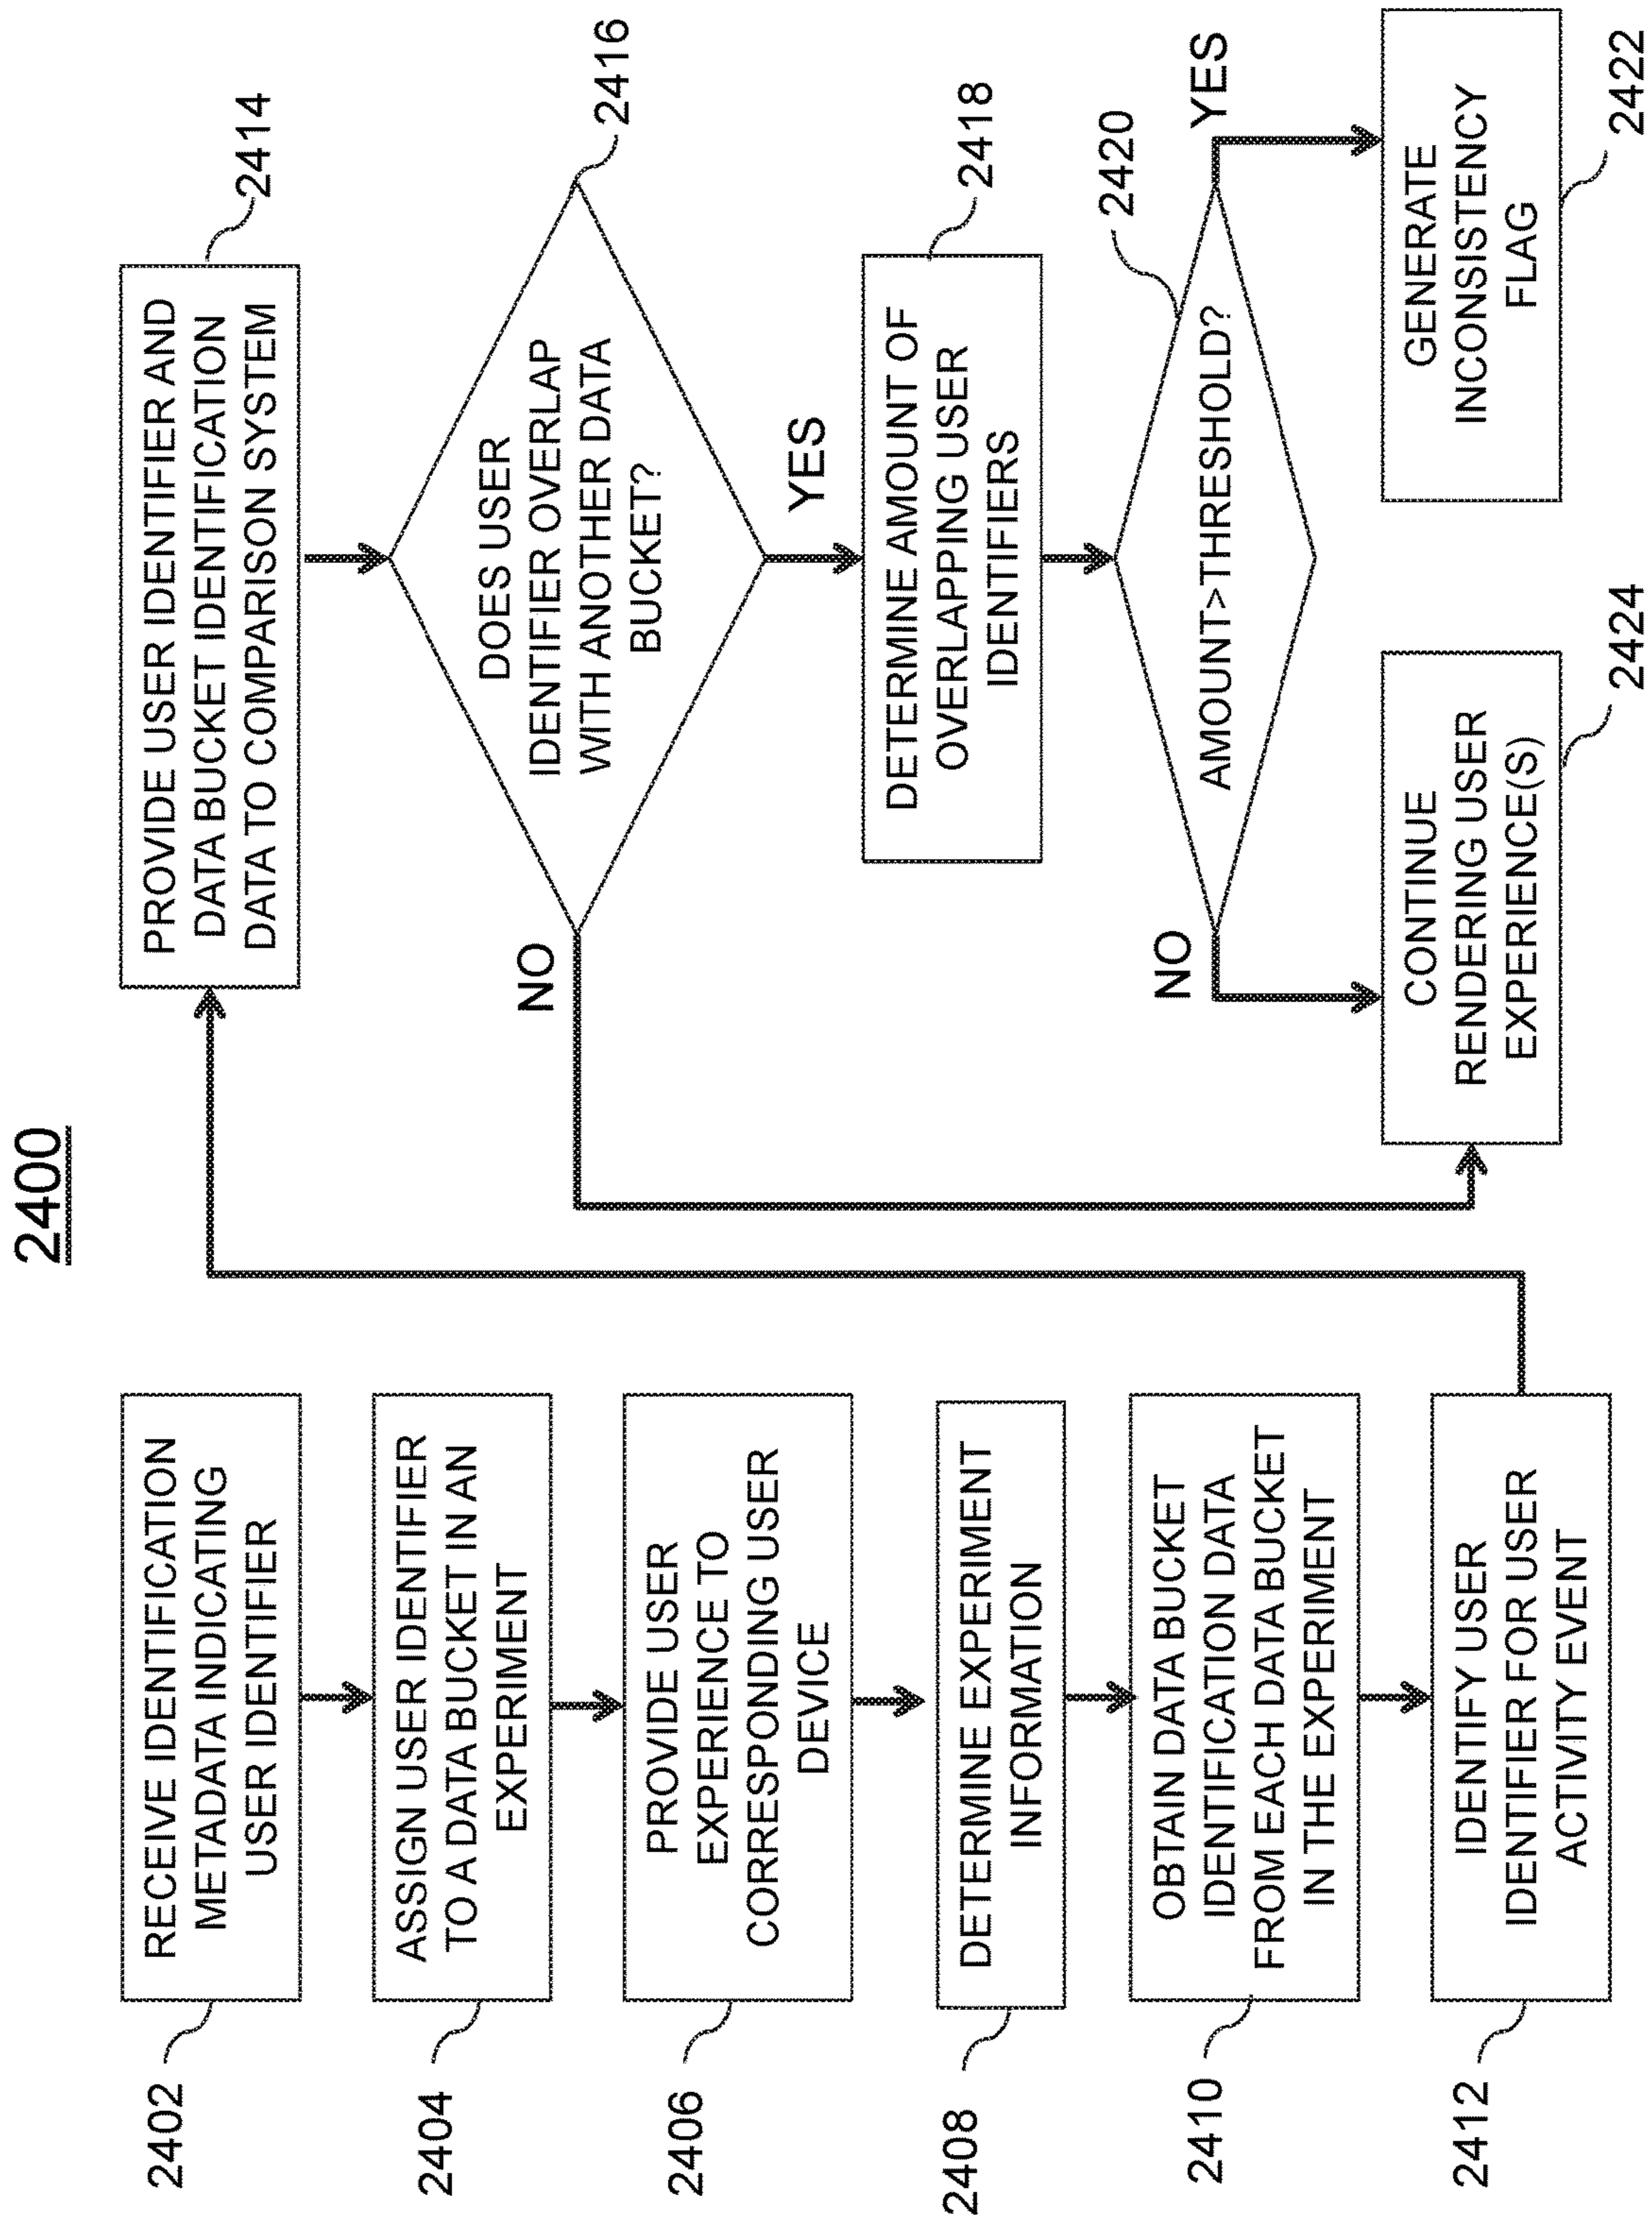 2400
RECEIVE IDENTIFICATION
METADATA INDICATING
USER IDENTIFIER
2402
ASSIGN USER IDENTIFIER
TO A DATA BUCKET IN AN
EXPERIMENT
2404
PROVIDE USER
EXPERIENCE TO
CORRESPONDING USER
DEVICE
2406
DETERMINE EXPERIMENT
INFORMATION
2408
OBTAIN DATA BUCKET
IDENTIFICATION DATA
FROM EACH DATA BUCKET
IN THE EXPERIMENT
2410
IDENTIFY USER
IDENTIFIER FOR USER
ACTIVITY EVENT
2412
PROVIDE USER IDENTIFIER AND
DATA BUCKET IDENTIFICATION
DATA TO COMPARISON SYSTEM
2414
DOES USER
IDENTIFIER OVERLAP
WITH ANOTHER DATA
BUCKET?
2416
NO
YES
DETERMINE AMOUNT OF
OVERLAPPING USER
IDENTIFIERS
2418
AMOUNT>THRESHOLD?
2420
NO
YES
CONTINUE
RENDERING USER
EXPERIENCE(S)
2424
GENERATE
INCONSISTENCY
FLAG
2422